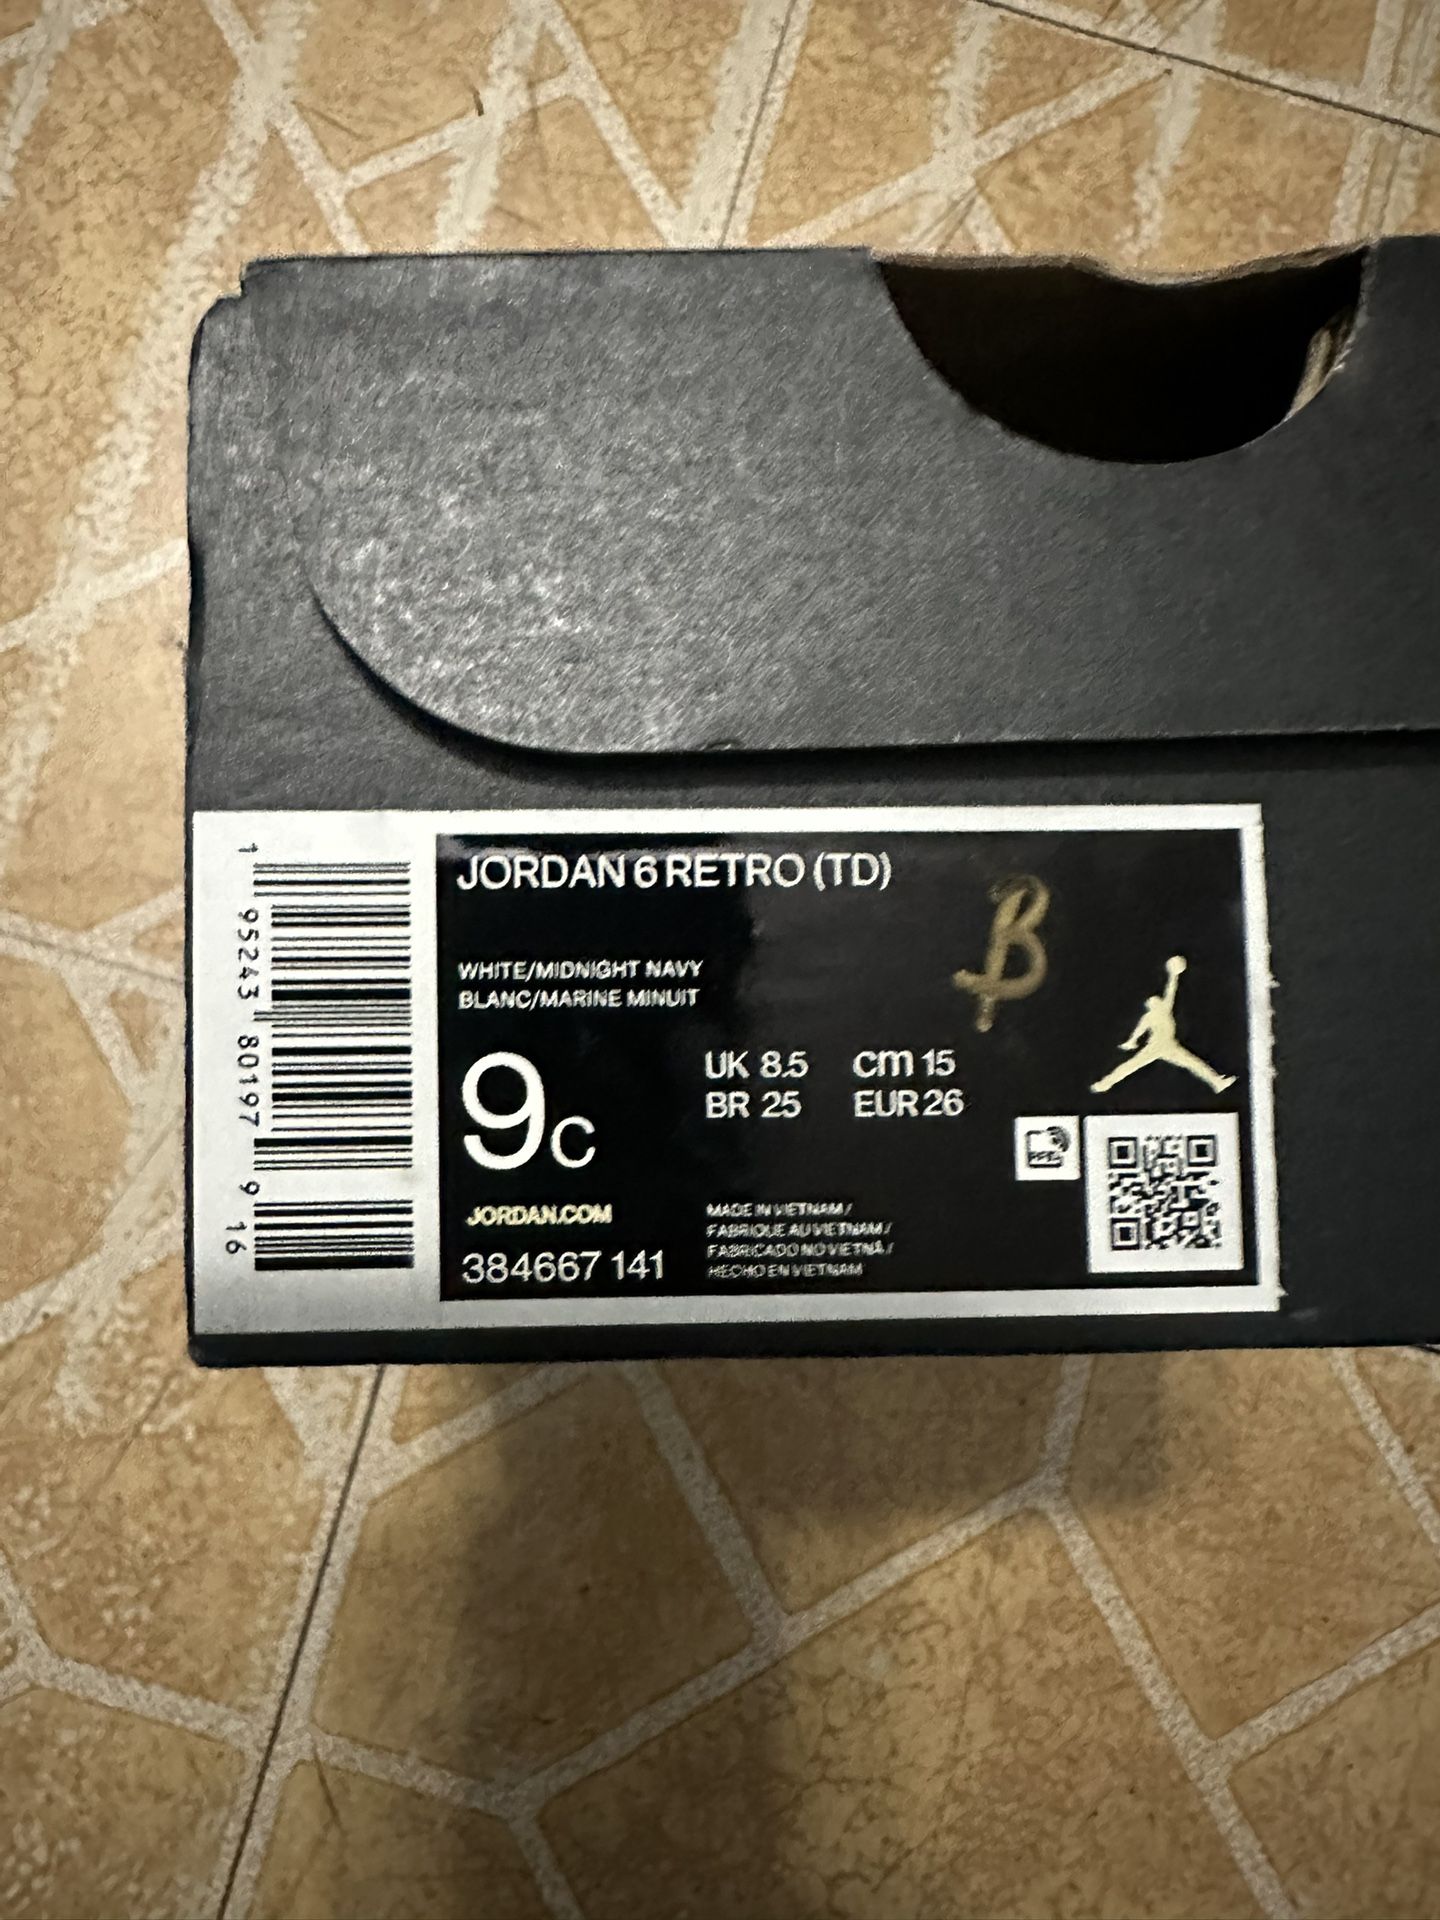 JORDAN 6 RETRO (TD)
B
WHITE/MIDNIGHT NAVY
BLANC/MARINE MINUIT
9C
UK 8.5 cm 15
BR 25 EUR 26
JORDAN.COM
384667 141
MADE IN VIETNAM /
FABRIQUE AU VIETNAM /
FABRICADO NO VIETNÃ /
HECHO EN VIETNAM
1 95243 80197 9 16